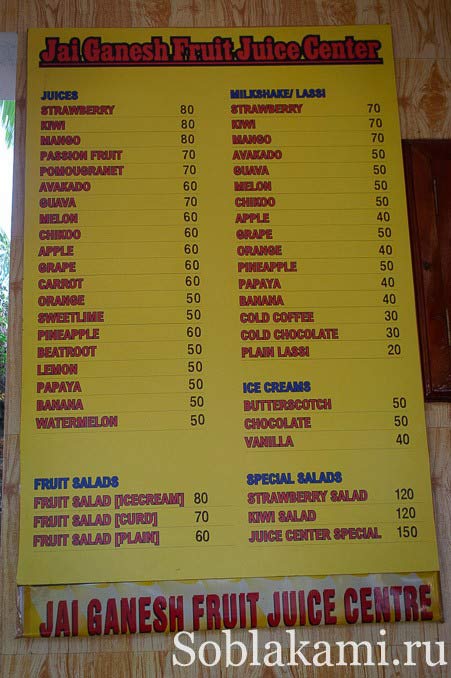 Jai Ganesh Fruit Juice Center
JUICES
STRAWBERRY 80
KIWI 80
MANGO 80
PASSION FRUIT 70
POMOUGRANET 70
AVAKADO 60
GUAVA 70
MELON 60
CHIKOO 60
APPLE 60
GRAPE 60
CARROT 60
ORANGE 50
SWEETLIME 50
PINEAPPLE 60
BEATROOT 50
LEMON 50
PAPAYA 50
BANANA 50
WATERMELON 50
FRUIT SALADS
FRUIT SALAD [ICECREAM] 80
FRUIT SALAD [CURD] 70
FRUIT SALAD [PLAIN] 60
MILKSHAKE/ LASSI
STRAWBERRY 70
KIWI 70
MANGO 70
AVAKADO 50
GUAVA 50
MELON 50
CHIKOO 50
APPLE 40
GRAPE 50
ORANGE 40
PINEAPPLE 50
PAPAYA 40
BANANA 40
COLD COFFEE 30
COLD CHOCOLATE 30
PLAIN LASSI 20
ICE CREAMS
BUTTERSCOTCH 50
CHOCOLATE 50
VANILLA 40
SPECIAL SALADS
STRAWBERRY SALAD 120
KIWI SALAD 120
JUICE CENTER SPECIAL 150
JAI GANESH FRUIT JUICE CENTRE
Soblakami.ru